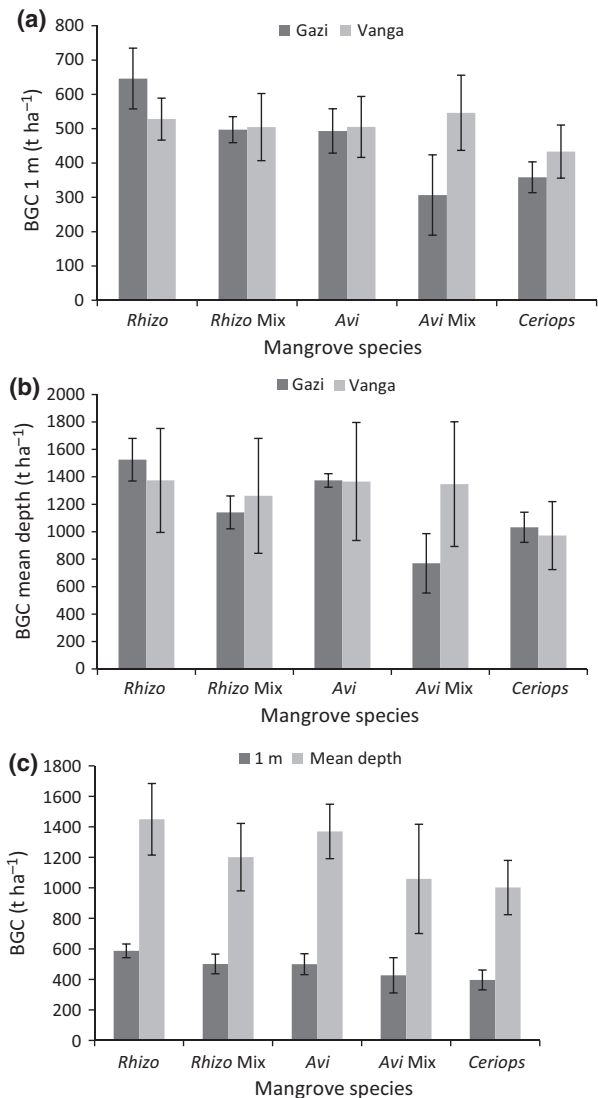 (a)
800
Gazi Vanga
700
600
500
400
300
200
100
0
BGC 1 m (t ha⁻¹)
Rhizo Rhizo Mix Avi Avi Mix Ceriops
Mangrove species
(b)
2000
Gazi Vanga
1800
1600
1400
1200
1000
800
600
400
200
0
BGC mean depth (t ha⁻¹)
Rhizo Rhizo Mix Avi Avi Mix Ceriops
Mangrove species
(c)
1800
1 m Mean depth
1600
1400
1200
1000
800
600
400
200
0
BGC (t ha⁻¹)
Rhizo Rhizo Mix Avi Avi Mix Ceriops
Mangrove species